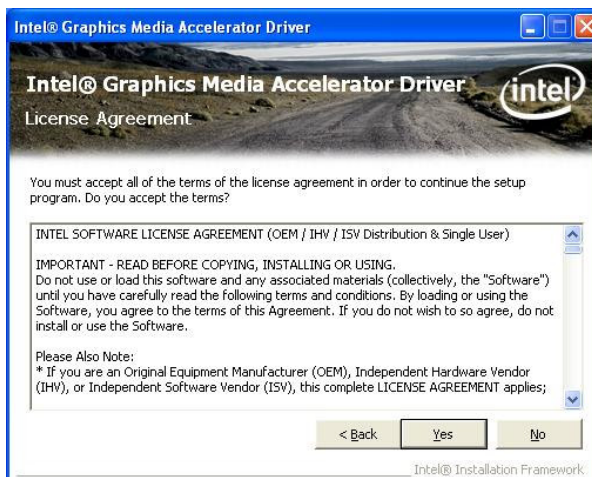 Intel® Graphics Media Accelerator Driver
Intel® Graphics Media Accelerator Driver
intel
License Agreement
You must accept all of the terms of the license agreement in order to continue the setup
program. Do you accept the terms?
INTEL SOFTWARE LICENSE AGREEMENT (OEM / IHV / ISV Distribution & Single User)
IMPORTANT - READ BEFORE COPYING, INSTALLING OR USING.
Do not use or load this software and any associated materials (collectively, the "Software")
until you have carefully read the following terms and conditions. By loading or using the
Software, you agree to the terms of this Agreement. If you do not wish to so agree, do not
install or use the Software.
Please Also Note:
* If you are an Original Equipment Manufacturer (OEM), Independent Hardware Vendor
(IHV), or Independent Software Vendor (ISV), this complete LICENSE AGREEMENT applies;
< Back
Yes
No
Intel® Installation Framework